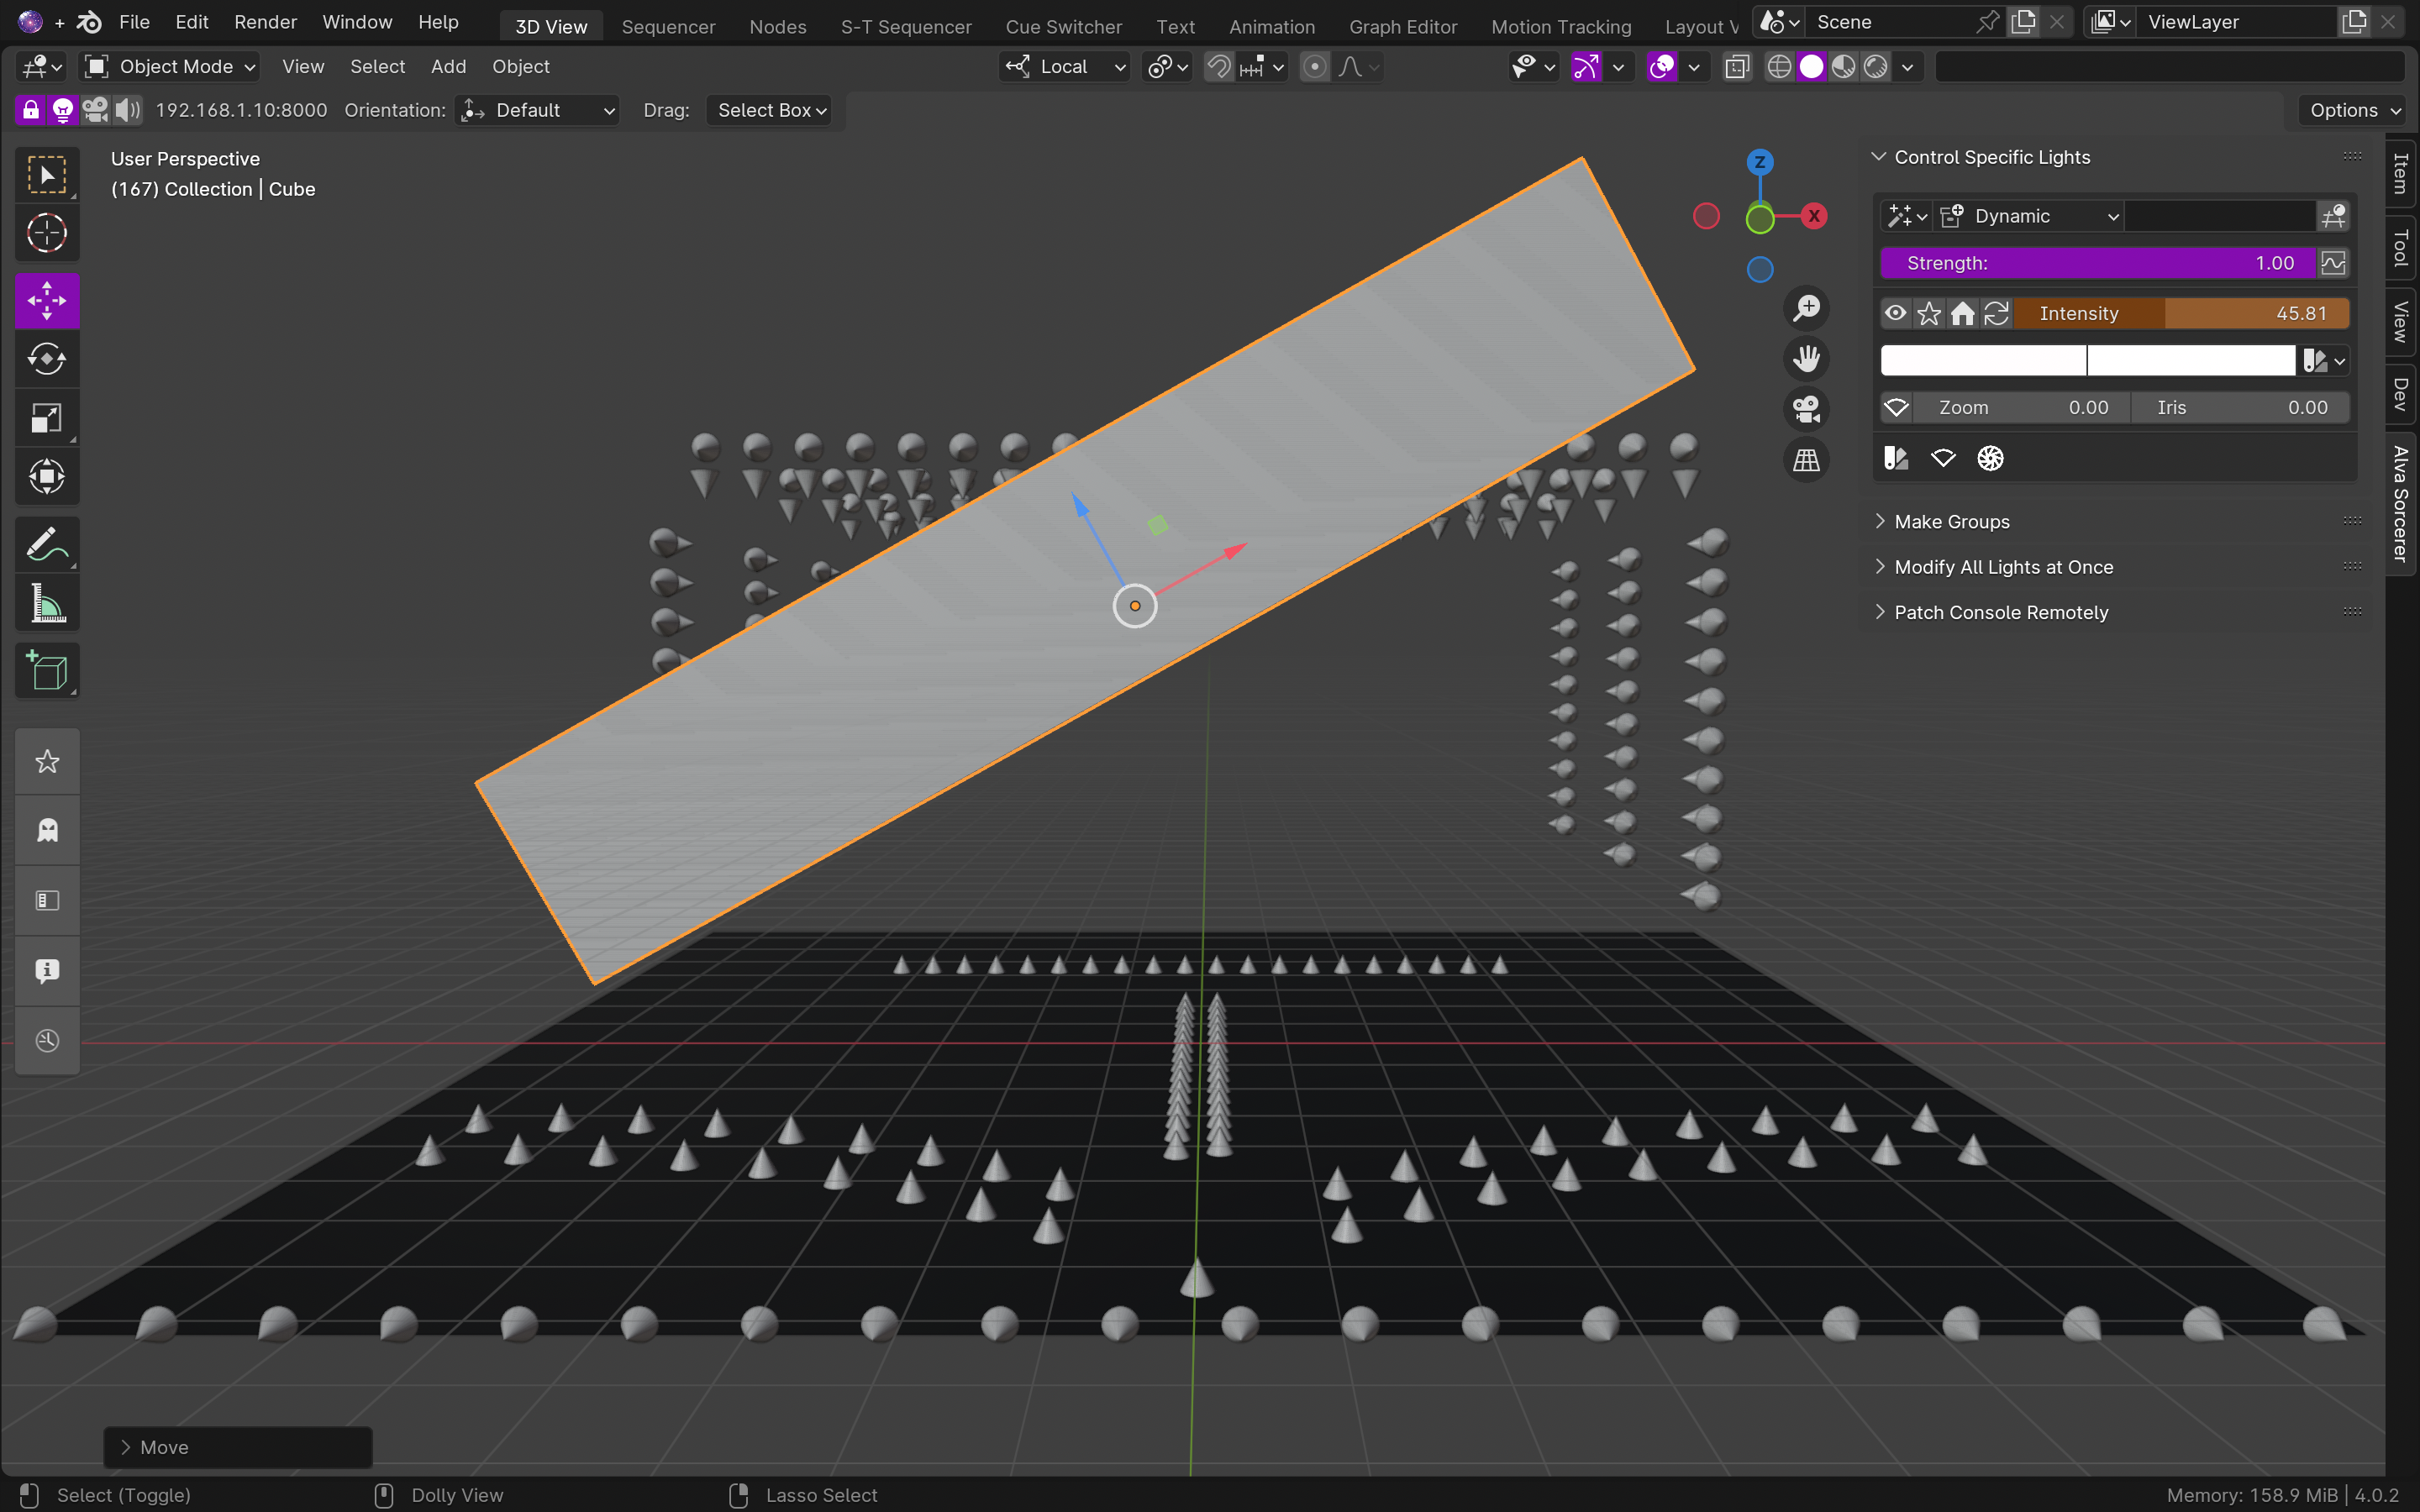 File Edit Render Window Help 3D View Sequencer Nodes S-T Sequencer Cue Switcher Text Animation Graph Editor Motion Tracking Layout V Scene ViewLayer
Object Mode View Select Add Object Local
192.168.1.10:8000 Orientation: Default Drag: Select Box Options
User Perspective
(167) Collection | Cube
Z
X
Control Specific Lights
Dynamic
Strength: 1.00
Intensity 45.81
Zoom 0.00 Iris 0.00
Make Groups
Modify All Lights at Once
Patch Console Remotely
Item
Tool
View
Dev
Alva Sorcerer
Move
Select (Toggle) Dolly View Lasso Select Memory: 158.9 MiB | 4.0.2